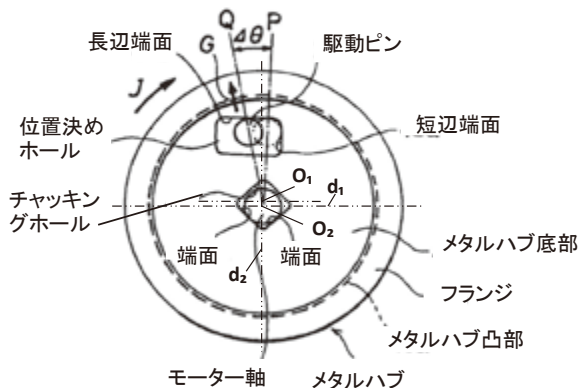 Q P
Δθ
長辺端面
G
駆動ピン
J
位置決め
ホール
短辺端面
O₁
d₁
チャッキン
グホール
O₂
端面
端面
d₂
メタルハブ底部
フランジ
メタルハブ凸部
モーター軸
メタルハブ